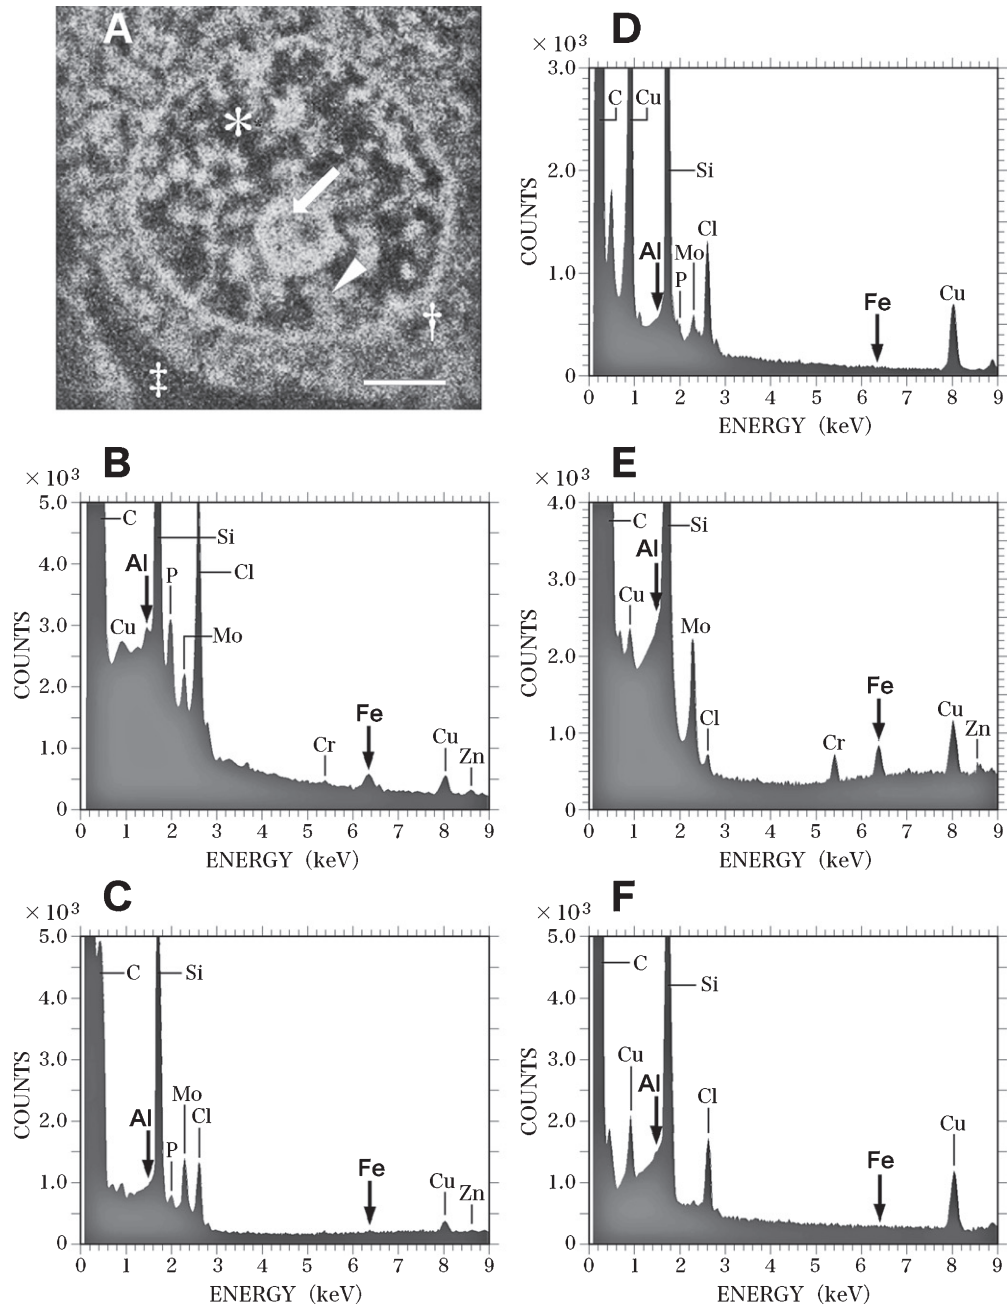 A
*
†
‡
D
× 10³
3.0
2.0
1.0
0
COUNTS
C
Cu
Si
Al
P
Mo
Cl
Fe
Cu
0 1 2 3 4 5 6 7 8 9
ENERGY (keV)
B
× 10³
5.0
4.0
3.0
2.0
1.0
0
COUNTS
C
Si
Al
P
Cl
Cu
Mo
Cr
Fe
Cu
Zn
0 1 2 3 4 5 6 7 8 9
ENERGY (keV)
E
× 10³
4.0
3.0
2.0
1.0
0
COUNTS
C
Si
Al
Cu
Mo
Cl
Cr
Fe
Cu
Zn
0 1 2 3 4 5 6 7 8 9
ENERGY (keV)
C
× 10³
5.0
4.0
3.0
2.0
1.0
0
COUNTS
C
Si
Al
P
Mo
Cl
Fe
Cu
Zn
0 1 2 3 4 5 6 7 8 9
ENERGY (keV)
F
× 10³
5.0
4.0
3.0
2.0
1.0
0
COUNTS
C
Si
Cu
Al
Cl
Fe
Cu
0 1 2 3 4 5 6 7 8 9
ENERGY (keV)